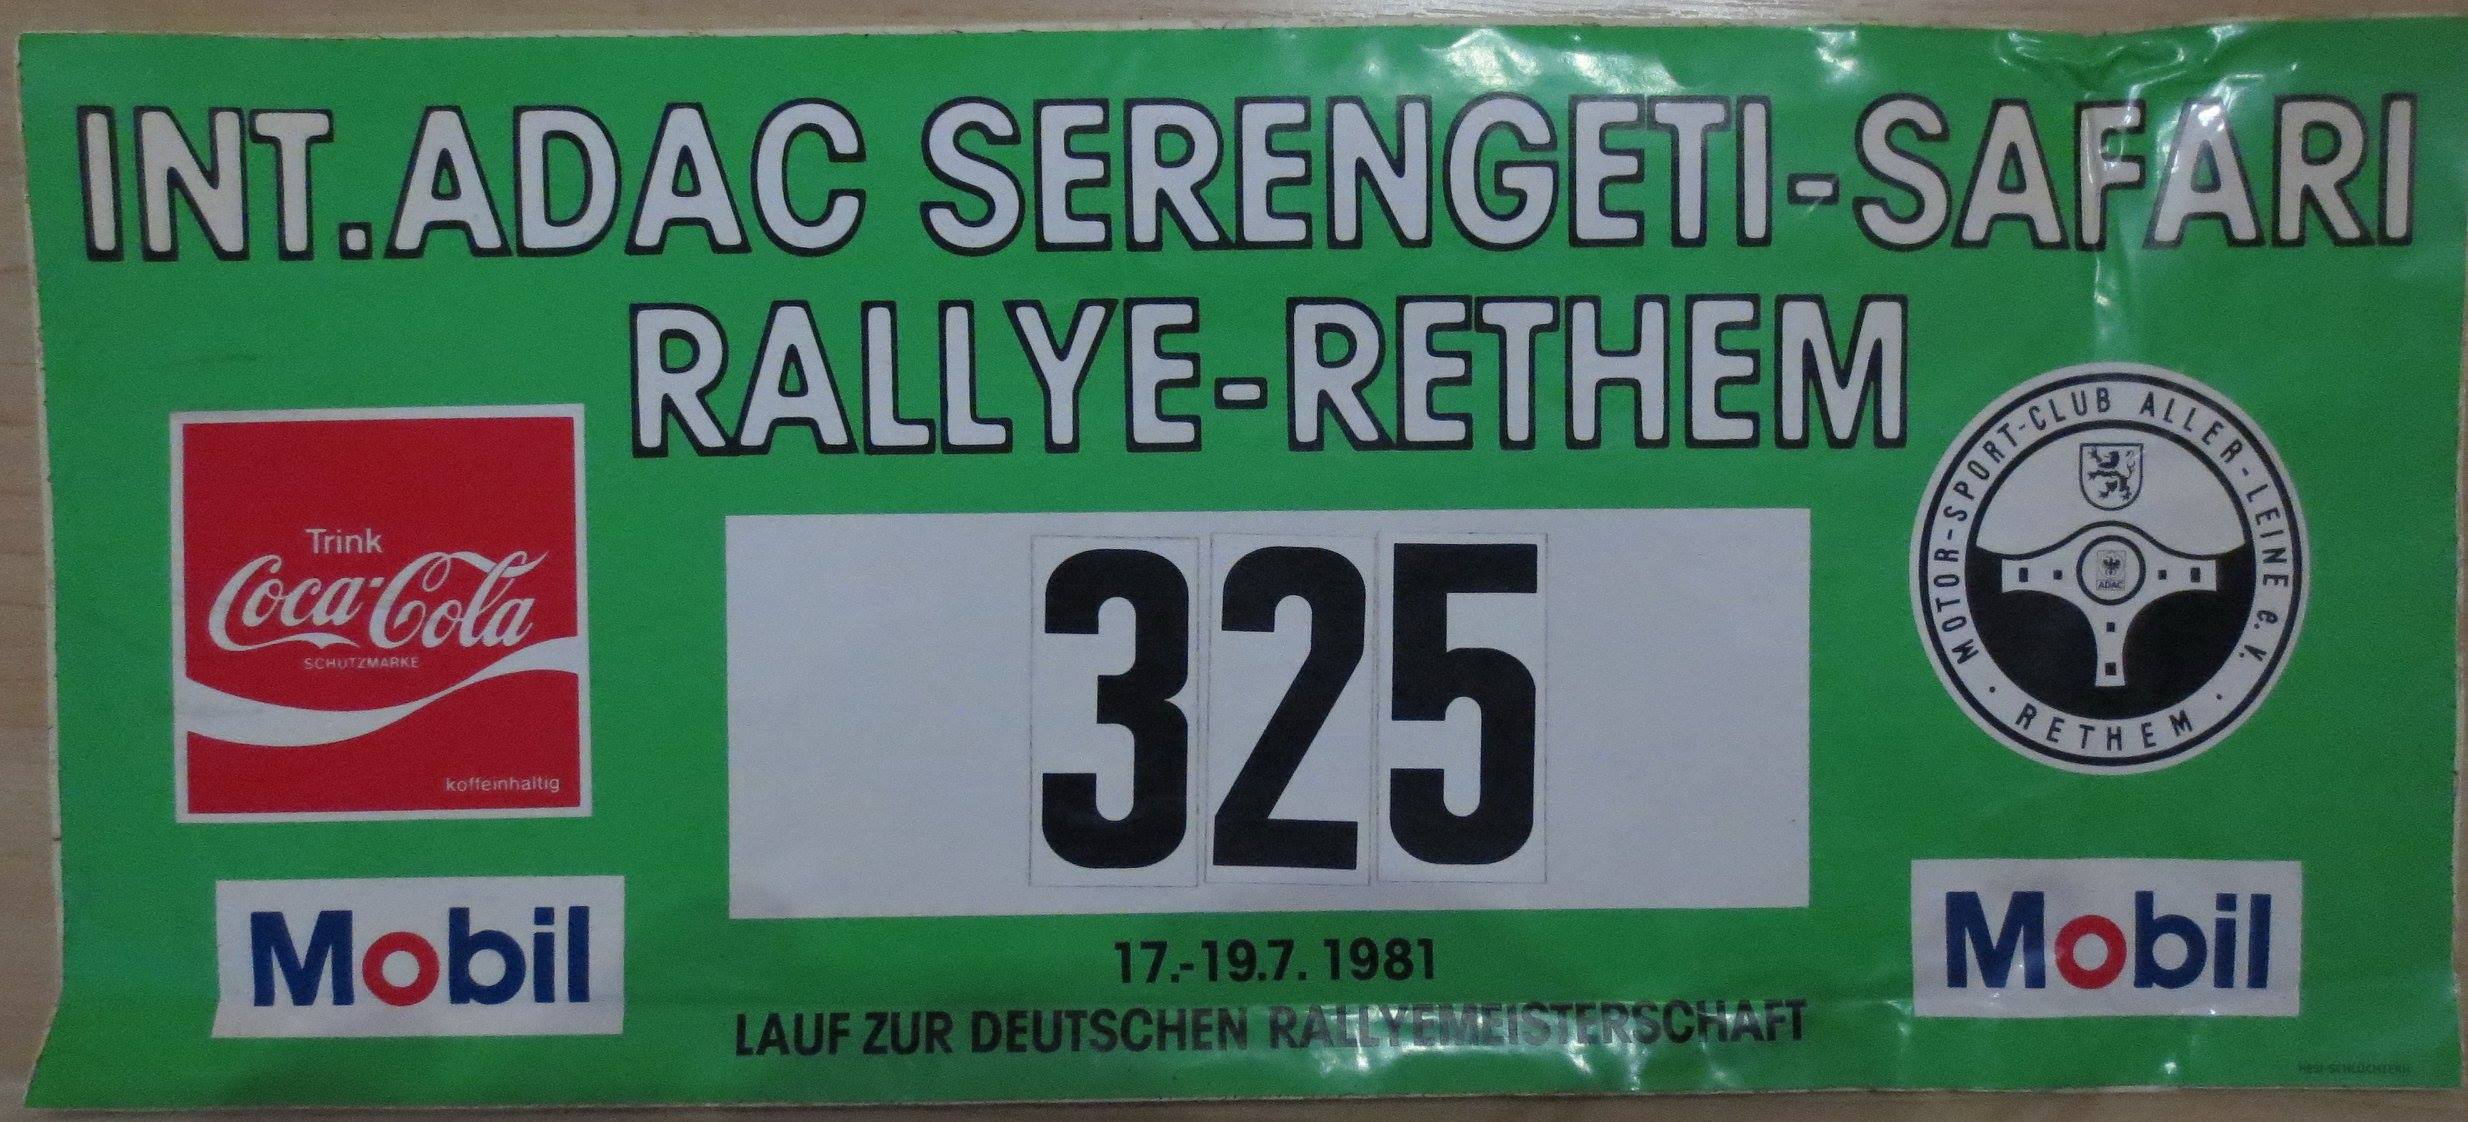 INT.ADAC SERENGETI-SAFARI
RALLYE-RETHEM
Trink
Coca-Cola
SCHUTZMARKE
koffeinhaltig
Mobil
325
17.-19.7. 1981
LAUF ZUR DEUTSCHEN RALLYEMEISTERSCHAFT
MOTOR-SPORT-CLUB ALLER-LEINE e.V.
ADAC
· RETHEM ·
Mobil